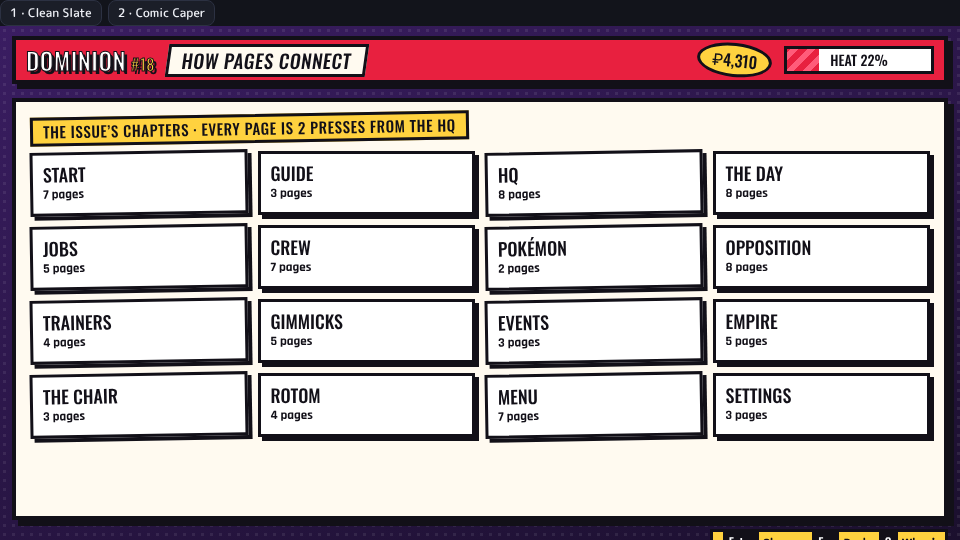 1 · Clean Slate
2 · Comic Caper
DOMINION #18
HOW PAGES CONNECT
₽4,310
HEAT 22%
THE ISSUE'S CHAPTERS · EVERY PAGE IS 2 PRESSES FROM THE HQ
START
7 pages
GUIDE
3 pages
HQ
8 pages
THE DAY
8 pages
JOBS
5 pages
CREW
7 pages
POKÉMON
2 pages
OPPOSITION
8 pages
TRAINERS
4 pages
GIMMICKS
5 pages
EVENTS
3 pages
EMPIRE
5 pages
THE CHAIR
3 pages
ROTOM
4 pages
MENU
7 pages
SETTINGS
3 pages